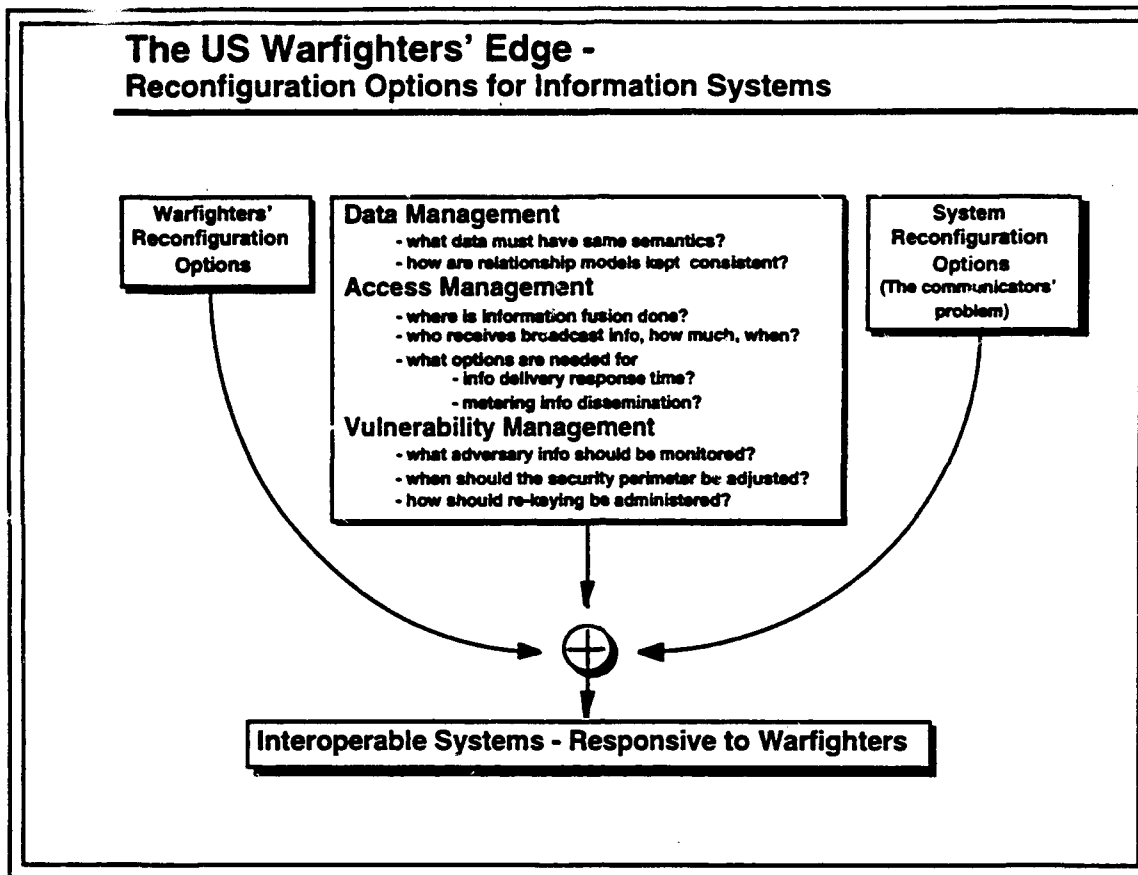 The US Warfighters' Edge -
Reconfiguration Options for Information Systems
Warfighters'
Reconfiguration
Options
Data Management
- what data must have same semantics?
- how are relationship models kept consistent?
Access Management
- where is information fusion done?
- who receives broadcast info, how much, when?
- what options are needed for
- info delivery response time?
- metering info dissemination?
Vulnerability Management
- what adversary info should be monitored?
- when should the security perimeter be adjusted?
- how should re-keying be administered?
System
Reconfiguration
Options
(The communicators'
problem)
Interoperable Systems - Responsive to Warfighters